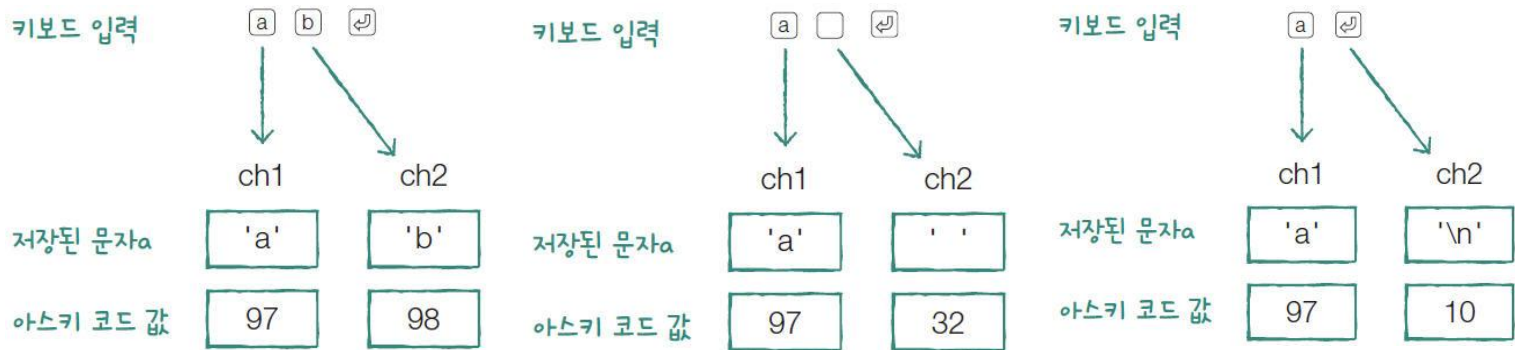 키보드 입력 a b ↵
ch1 ch2
저장된 문자a 'a' 'b'
아스키 코드 값 97 98
키보드 입력 a ↵
ch1 ch2
저장된 문자a 'a' ' '
아스키 코드 값 97 32
키보드 입력 a ↵
ch1 ch2
저장된 문자a 'a' '\n'
아스키 코드 값 97 10